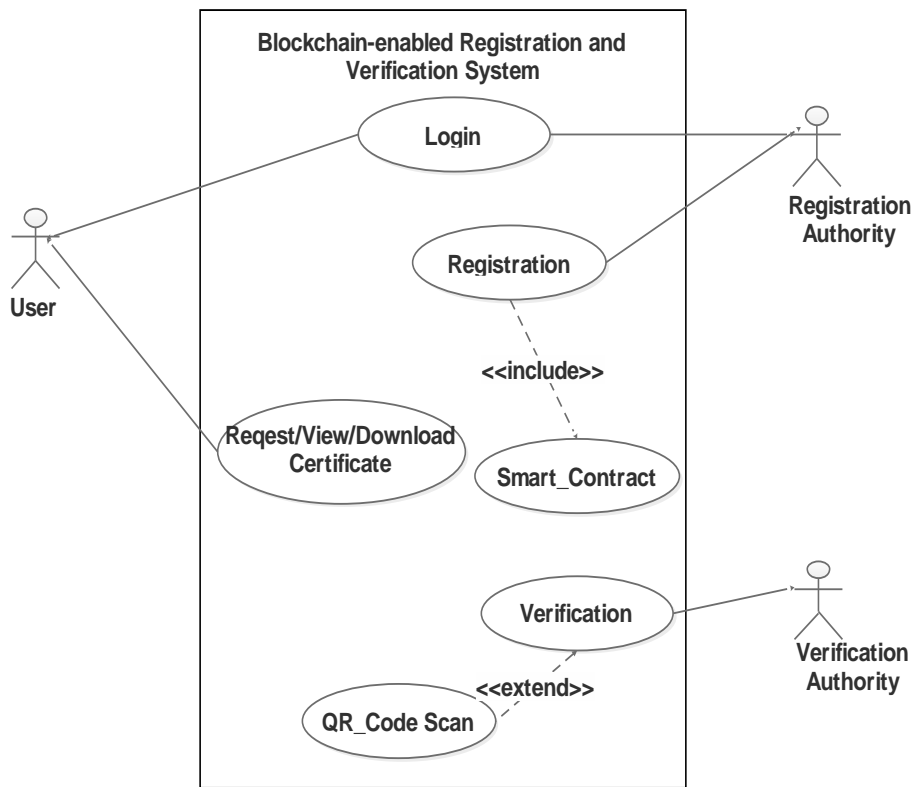 Blockchain-enabled Registration and
Verification System
Login
Registration
Authority
Registration
User
<<include>>
Reqest/View/Download
Certificate
Smart_Contract
Verification
Verification
Authority
<<extend>>
QR_Code Scan